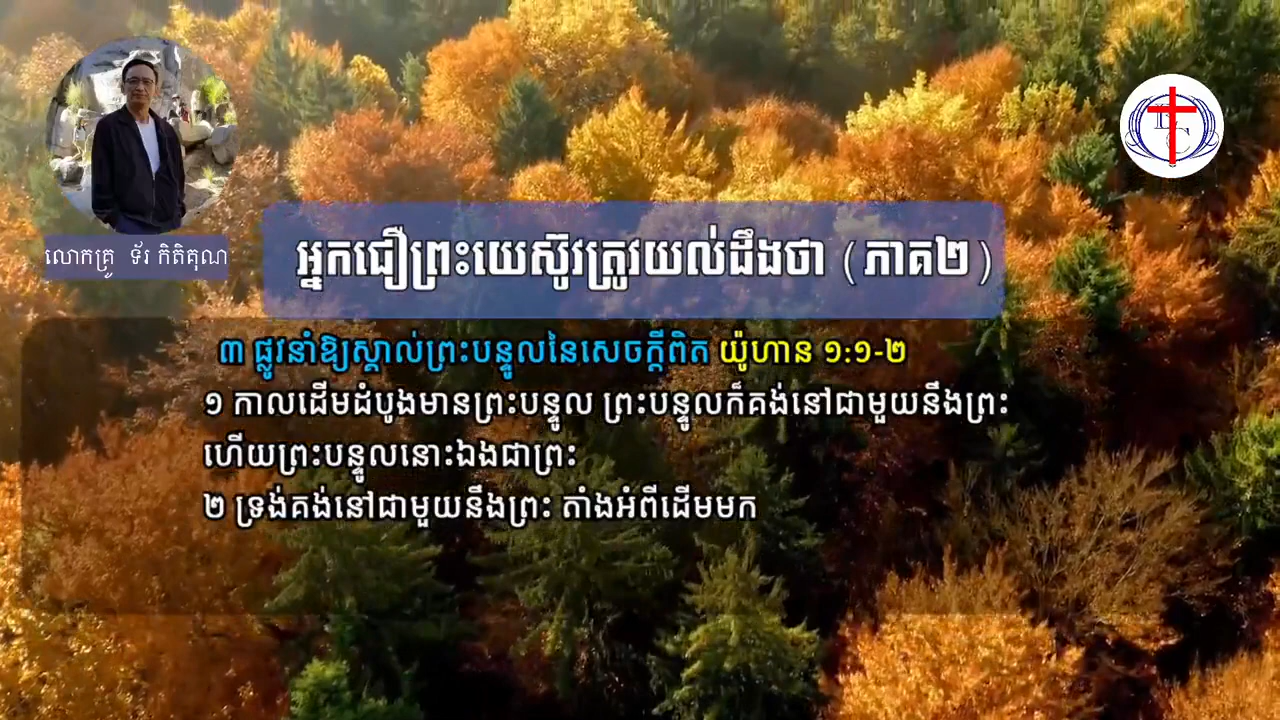 លោកគ្រូ ទ័រ កិតិគុណ
អ្នកជឿព្រះយេស៊ូវត្រូវយល់ដឹងថា (ភាគ២)
៣ ផ្លូវនាំឱ្យស្គាល់ព្រះបន្ទូលនៃសេចក្ដីពិត យ៉ូហាន ១:១-២
១ កាលដើមដំបូងមានព្រះបន្ទូល ព្រះបន្ទូលក៏គង់នៅជាមួយនឹងព្រះ
ហើយព្រះបន្ទូលនោះឯងជាព្រះ
២ ទ្រង់គង់នៅជាមួយនឹងព្រះ តាំងអំពីដើមមក